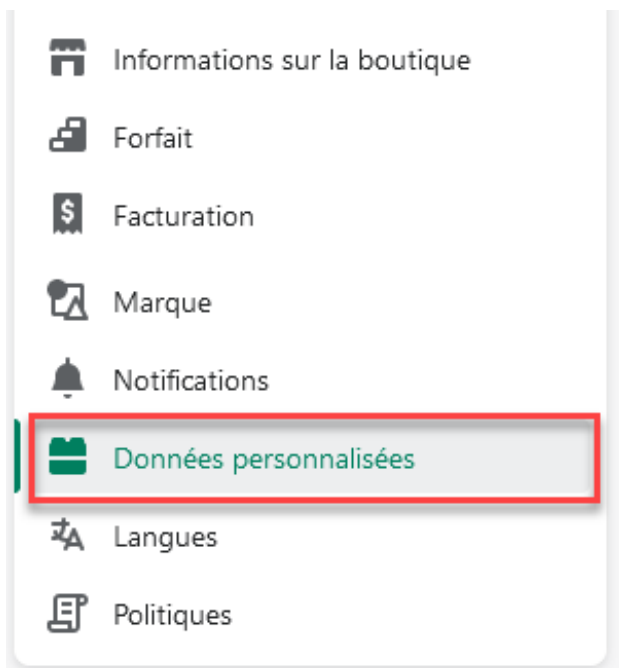 Informations sur la boutique
Forfait
$
Facturation
Marque
Notifications
Données personnalisées
Langues
Politiques